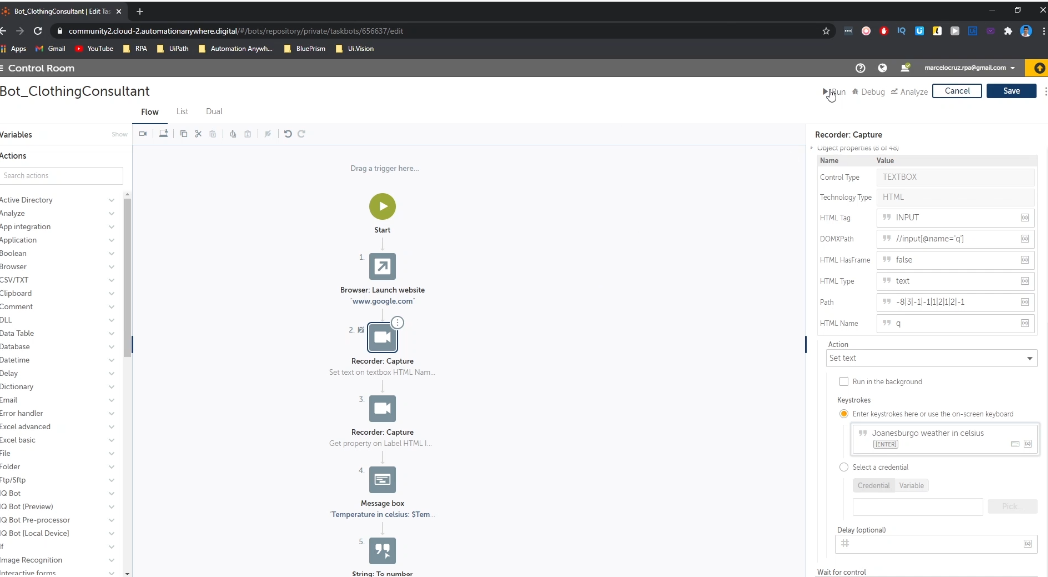 Bot_ClothingConsultant | Edit Tas
community2.cloud-2.automationanywhere.digital/#/bots/repository/private/taskbots/656637/edit
Apps
Gmail
YouTube
RPA
UiPath
Automation Anywh...
BluePrism
Ui.Vision
Control Room
marcelocruz.rpa@gmail.com
Bot_ClothingConsultant
Debug
Analyze
Cancel
Save
Flow
List
Dual
Variables
Show
Actions
Search actions
Active Directory
Analyze
App integration
Application
Boolean
Browser
CSV/TXT
Clipboard
Comment
DLL
Data Table
Database
Datetime
Delay
Dictionary
Email
Error handler
Excel advanced
Excel basic
File
Folder
Ftp/Sftp
IQ Bot
IQ Bot (Preview)
IQ Bot Pre-processor
IQ Bot [Local Device]
If
Image Recognition
Interactive forms
Drag a trigger here...
Start
1.
Browser: Launch website
"www.google.com"
2.
Recorder: Capture
Set text on textbox HTML Nam...
3.
Recorder: Capture
Get property on Label HTML I...
4.
Message box
"Temperature in celsius: $Tem...
5.
String: To number
Recorder: Capture
Object properties (8 of 48)
Name Value
Control Type TEXTBOX
Technology Type HTML
HTML Tag INPUT
DOMXPath //input[@name='q']
HTML HasFrame false
HTML Type text
Path -8|3|-1|-1|1|2|1|2|-1
HTML Name q
Action
Set text
Run in the background
Keystrokes
Enter keystrokes here or use the on-screen keyboard
Joanesburgo weather in celsius
[ENTER]
Select a credential
Credential Variable
Pick...
Delay (optional)
Wait for control